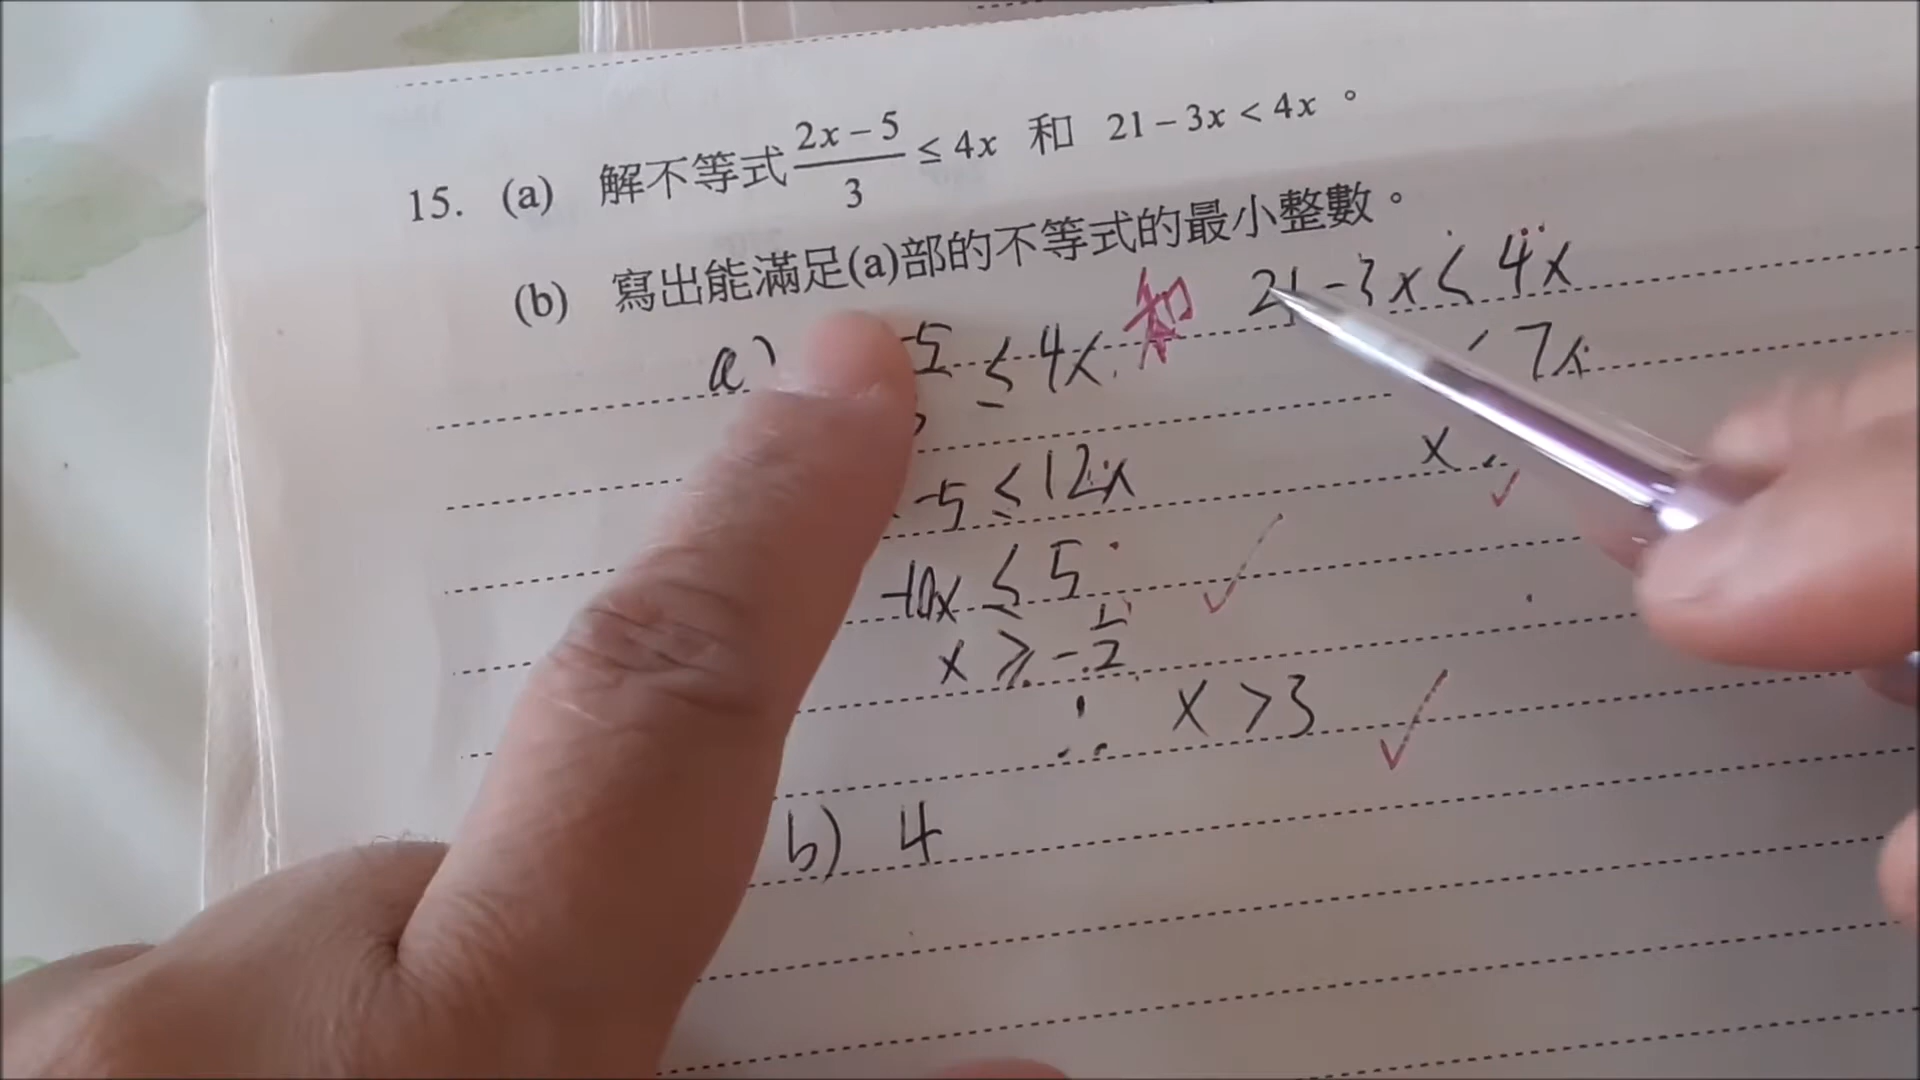 15. (a) 解不等式 (2x – 5)/3 ≤ 4x 和 21 – 3x < 4x 。
(b) 寫出能滿足(a)部的不等式的最小整數。
a) -5 ≤ 4x 和 21 - 3x < 4x
< 7x
-5 ≤ 12x x
-10x ≤ 5
x ≥ -1/2
∴ x > 3
b) 4